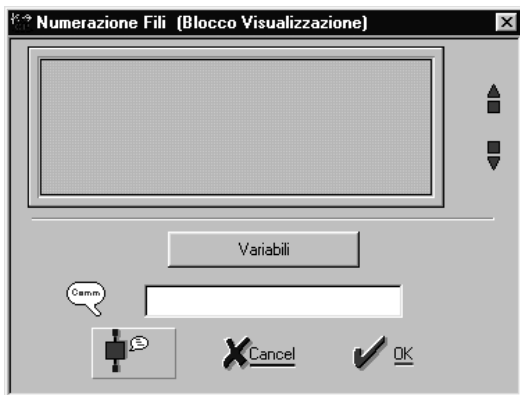 Numerazione Fili (Blocco Visualizzazione)
Variabili
Comm
Cancel
OK